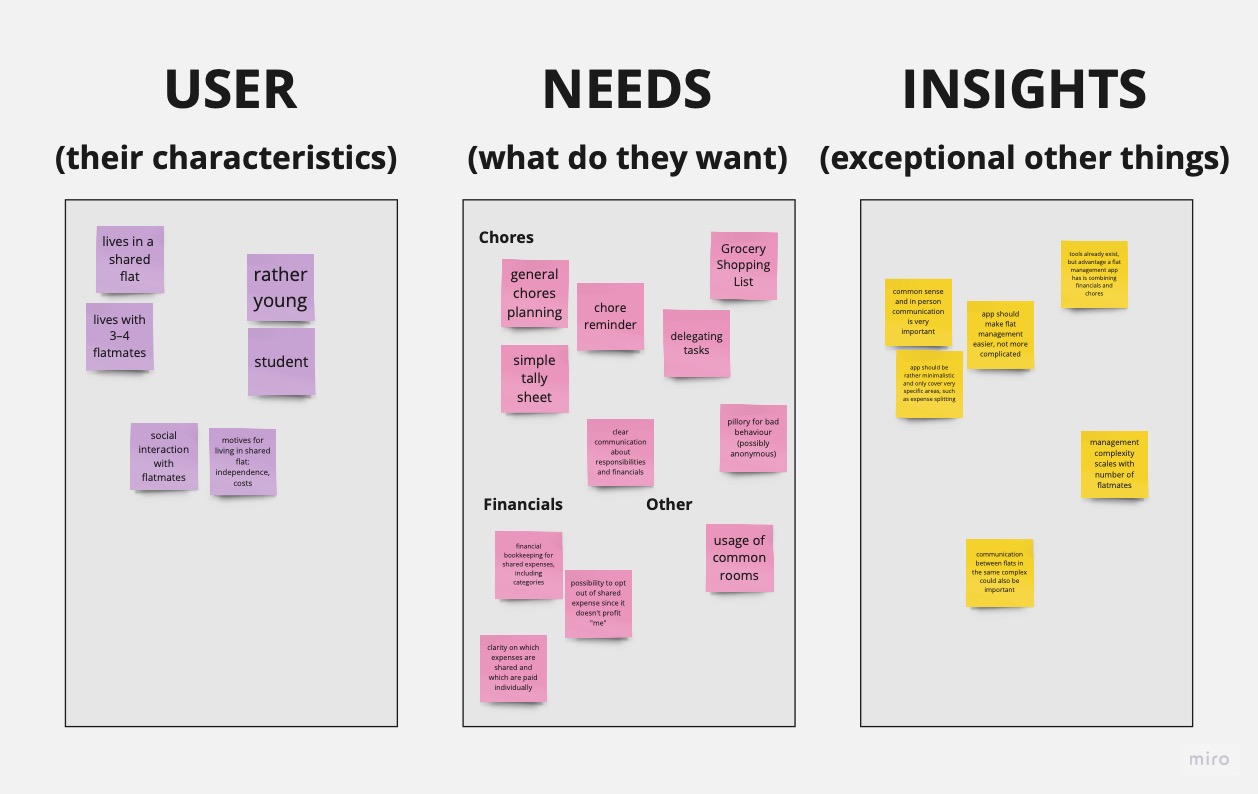 USER
(their characteristics)
lives in a
shared
flat
rather
young
lives with
3–4
flatmates
student
social
interaction
with
flatmates
motives for
living in shared
flat:
independence,
costs
NEEDS
(what do they want)
Chores
general
chores
planning
chore
reminder
Grocery
Shopping
List
delegating
tasks
simple
tally
sheet
clear
communication
about
responsibilities
and financials
pillory for bad
behaviour
(possibly
anonymous)
Financials
financial
bookkeeping for
shared expenses,
including
categories
possibility to opt
out of shared
expense since it
doesn't profit
"me"
clarity on which
expenses are
shared and
which are paid
individually
Other
usage of
common
rooms
INSIGHTS
(exceptional other things)
tools already exist,
but advantage a flat
management app
has is combining
financials and
chores
common sense
and in person
communication
is very
important
app should
make flat
management
easier, not more
complicated
app should be
rather minimalistic
and only cover very
specific areas, such
as expense splitting
management
complexity
scales with
number of
flatmates
communication
between flats in
the same complex
could also be
important
miro